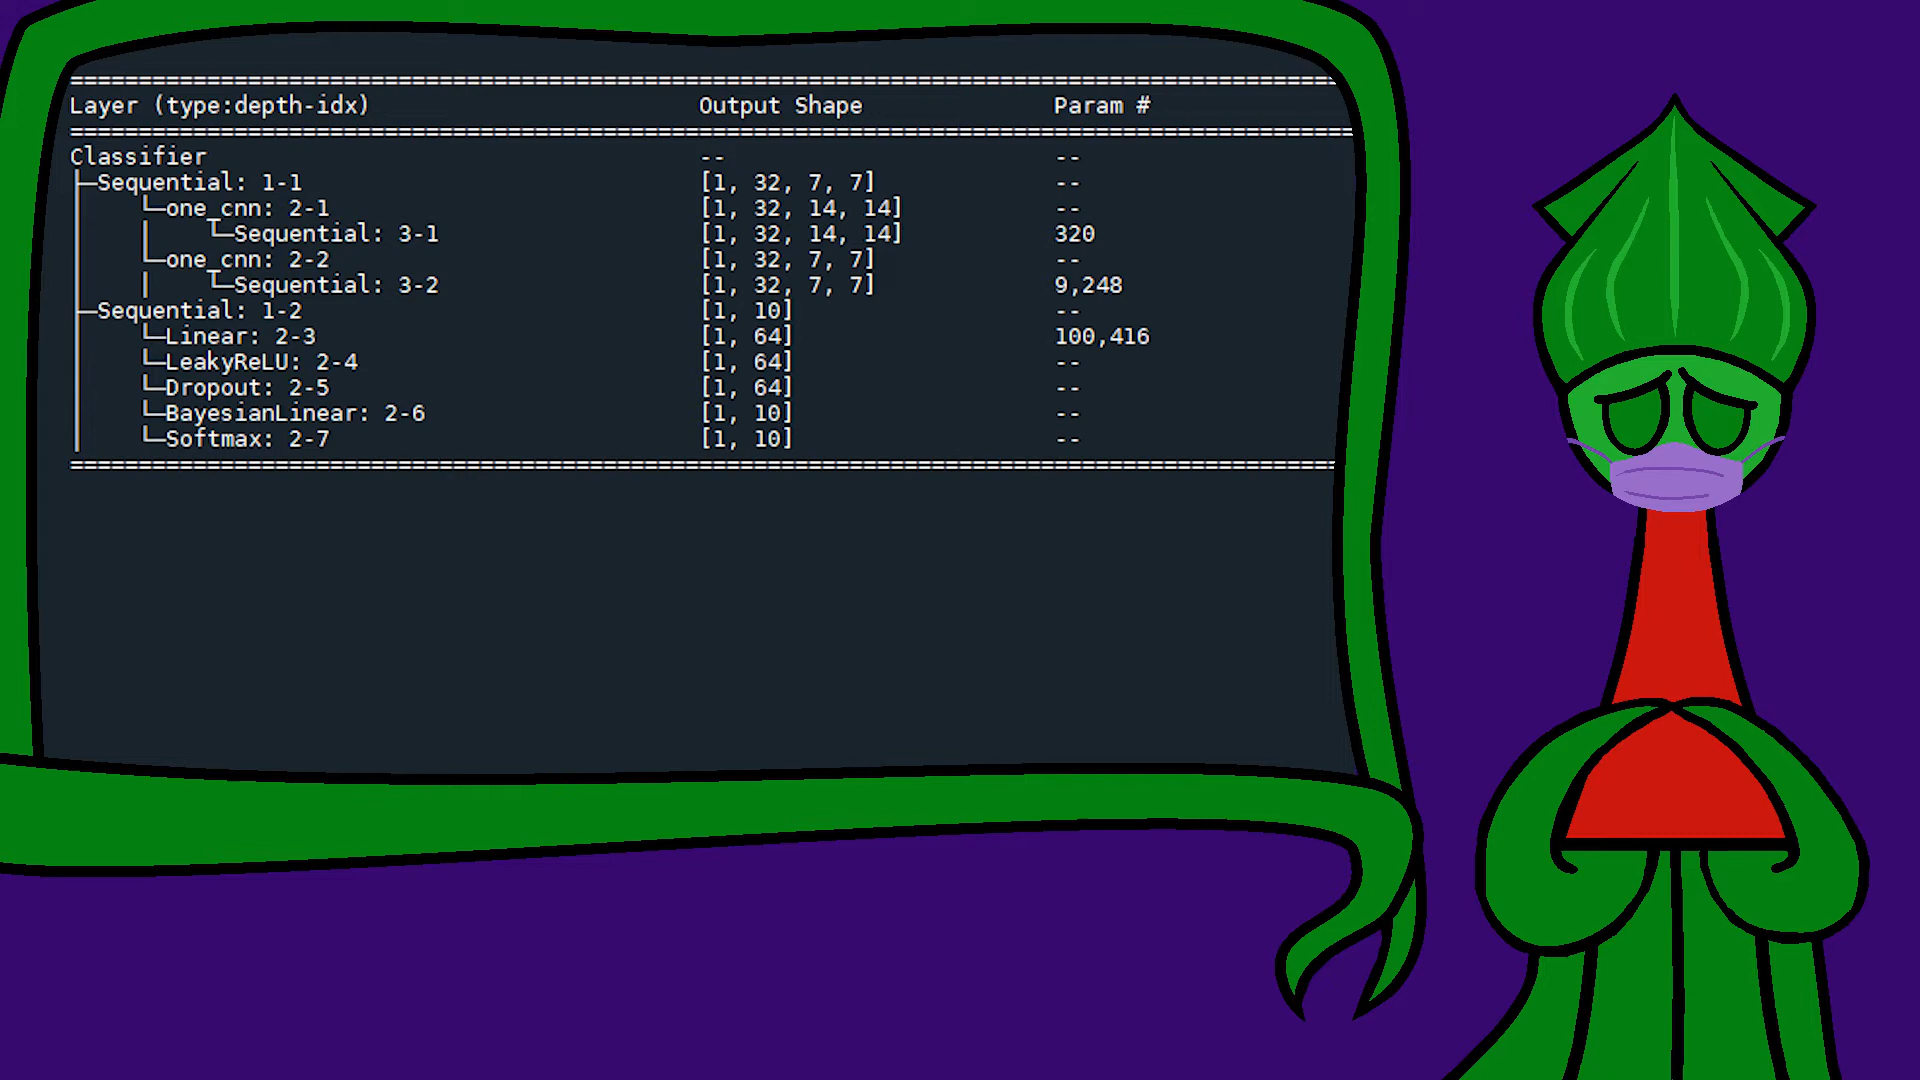 ==============================================================================================
Layer (type:depth-idx)                        Output Shape              Param #
==============================================================================================
Classifier                                    --                        --
├─Sequential: 1-1                             [1, 32, 7, 7]             --
│    └─one_cnn: 2-1                           [1, 32, 14, 14]           --
│    │    └─Sequential: 3-1                   [1, 32, 14, 14]           320
│    └─one_cnn: 2-2                           [1, 32, 7, 7]             --
│    │    └─Sequential: 3-2                   [1, 32, 7, 7]             9,248
├─Sequential: 1-2                             [1, 10]                   --
│    └─Linear: 2-3                            [1, 64]                   100,416
│    └─LeakyReLU: 2-4                         [1, 64]                   --
│    └─Dropout: 2-5                           [1, 64]                   --
│    └─BayesianLinear: 2-6                    [1, 10]                   --
│    └─Softmax: 2-7                           [1, 10]                   --
==============================================================================================